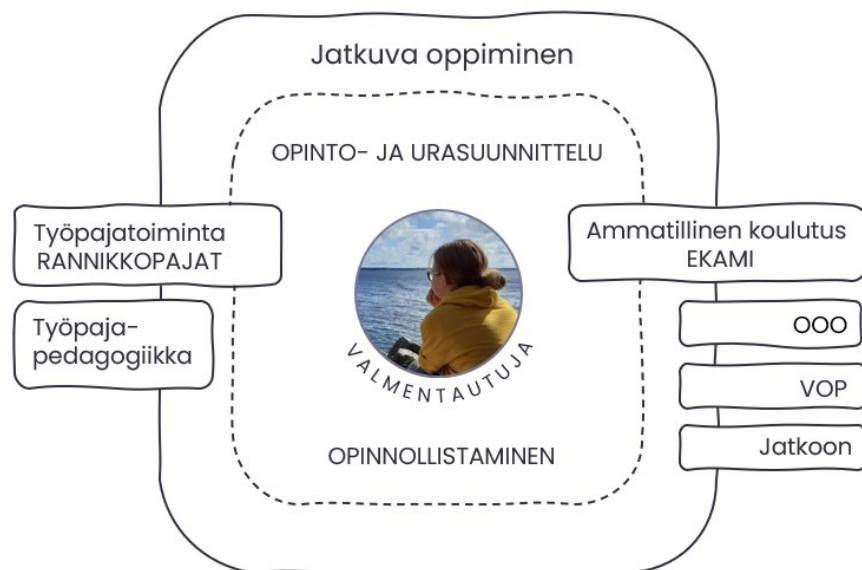 Jatkuva oppiminen
OPINTO- JA URASUUNNITTELU
Työpajatoiminta
RANNIKKOPAJAT
Työpaja-
pedagogiikka
VALMENTAUTUJA
OPINNOLLISTAMINEN
Ammatillinen koulutus
EKAMI
OOO
VOP
Jatkoon